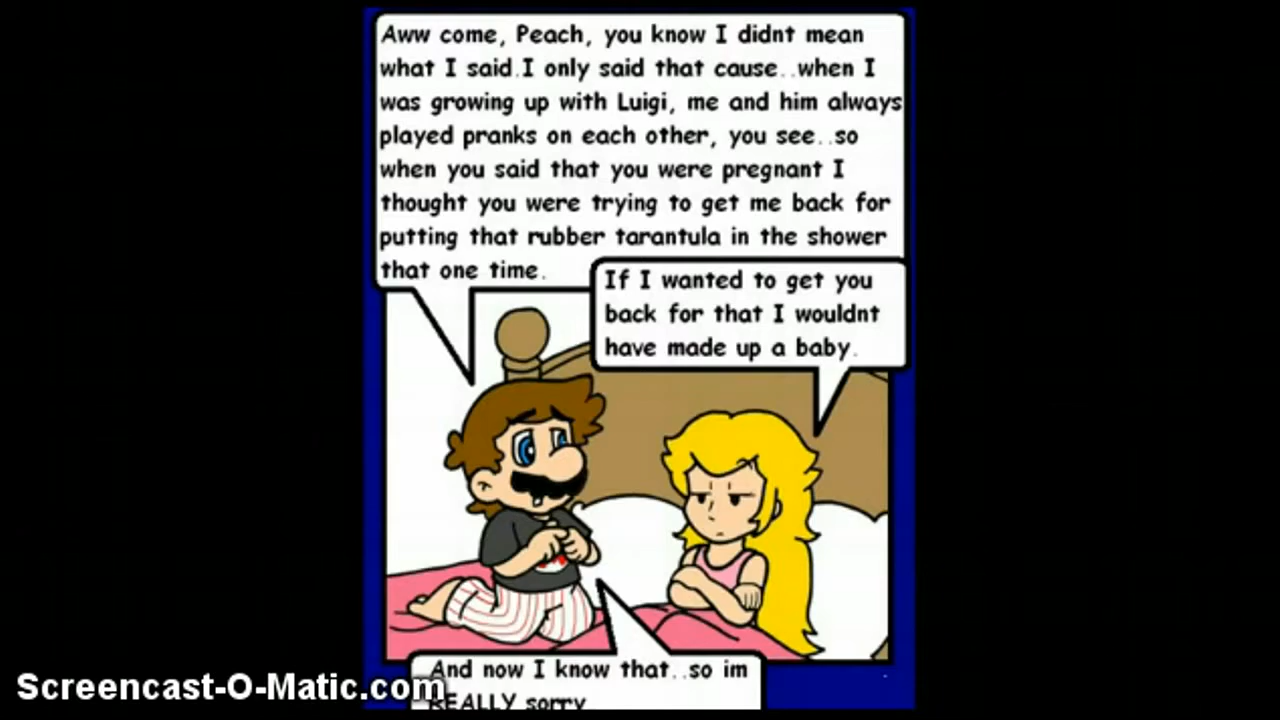 Aww come, Peach, you know I didnt mean
what I said.I only said that cause..when I
was growing up with Luigi, me and him always
played pranks on each other, you see..so
when you said that you were pregnant I
thought you were trying to get me back for
putting that rubber tarantula in the shower
that one time.
If I wanted to get you
back for that I wouldnt
have made up a baby.
And now I know that..so im
REALLY sorry
Screencast-O-Matic.com